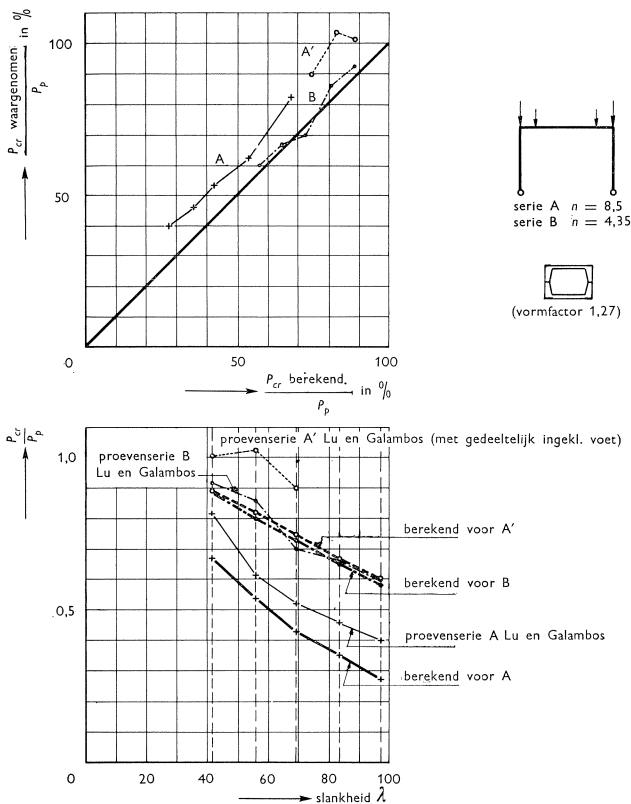 P_cr waargenomen
P_p
in %
100
50
0
50
100
A
A'
B
P_cr berekend.
P_p
in %
serie A n = 8,5
serie B n = 4,35
(vormfactor 1,27)
P_cr
P_p
1,0
0,5
0
20
40
60
80
100
slankheid λ
proevenserie A' Lu en Galambos (met gedeeltelijk ingekl. voet)
proevenserie B
Lu en Galambos
berekend voor A'
berekend voor B
proevenserie A Lu en Galambos
berekend voor A